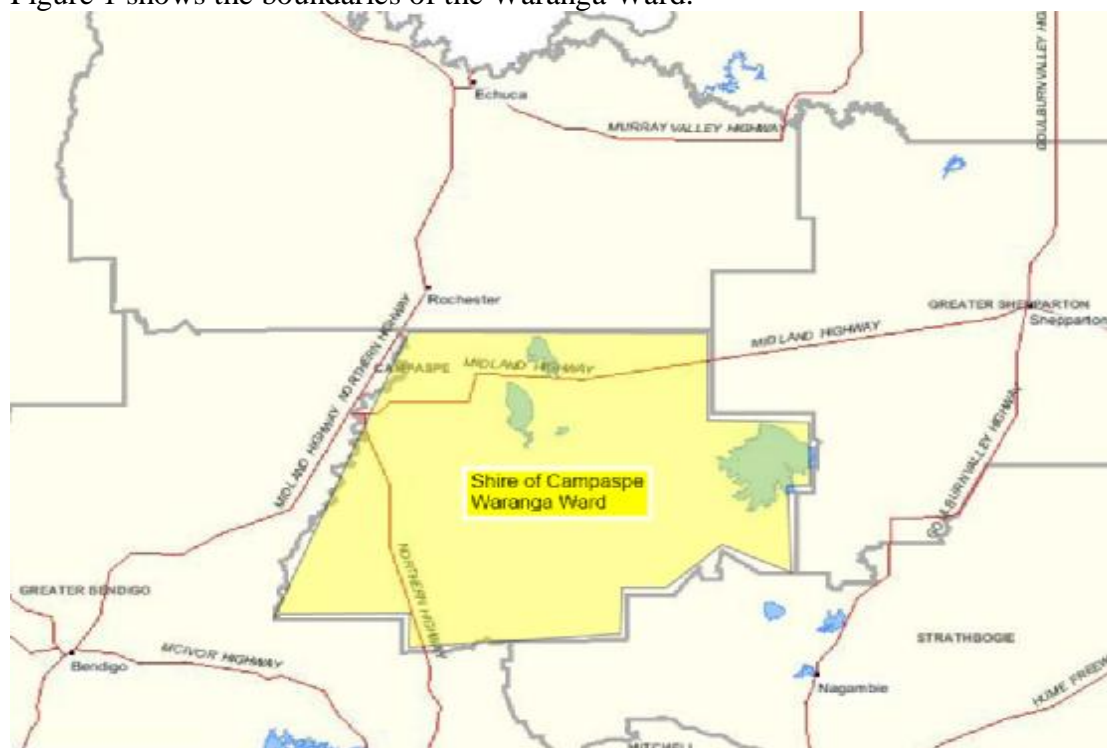 Figure 1 shows the boundaries of the Waranga Ward.
Echuca
MURRAY VALLEY HIGHWAY
GOULBURN VALLEY HIGH
Rochester
GREATER SHEPPARTON
Shepparton
MIDLAND HIGHWAY
MIDLAND HIGHWAY
CAMPASPE
MIDLAND HIGHWAY NORTHERN HIGHWAY
Shire of Campaspe
Waranga Ward
GOULBURN VALLEY HIGHWAY
NORTHERN HIGHWAY
GREATER BENDIGO
STRATHBOGIE
Bendigo
MCIVOR HIGHWAY
Nagambie
HUME FREEW
MITCHELL